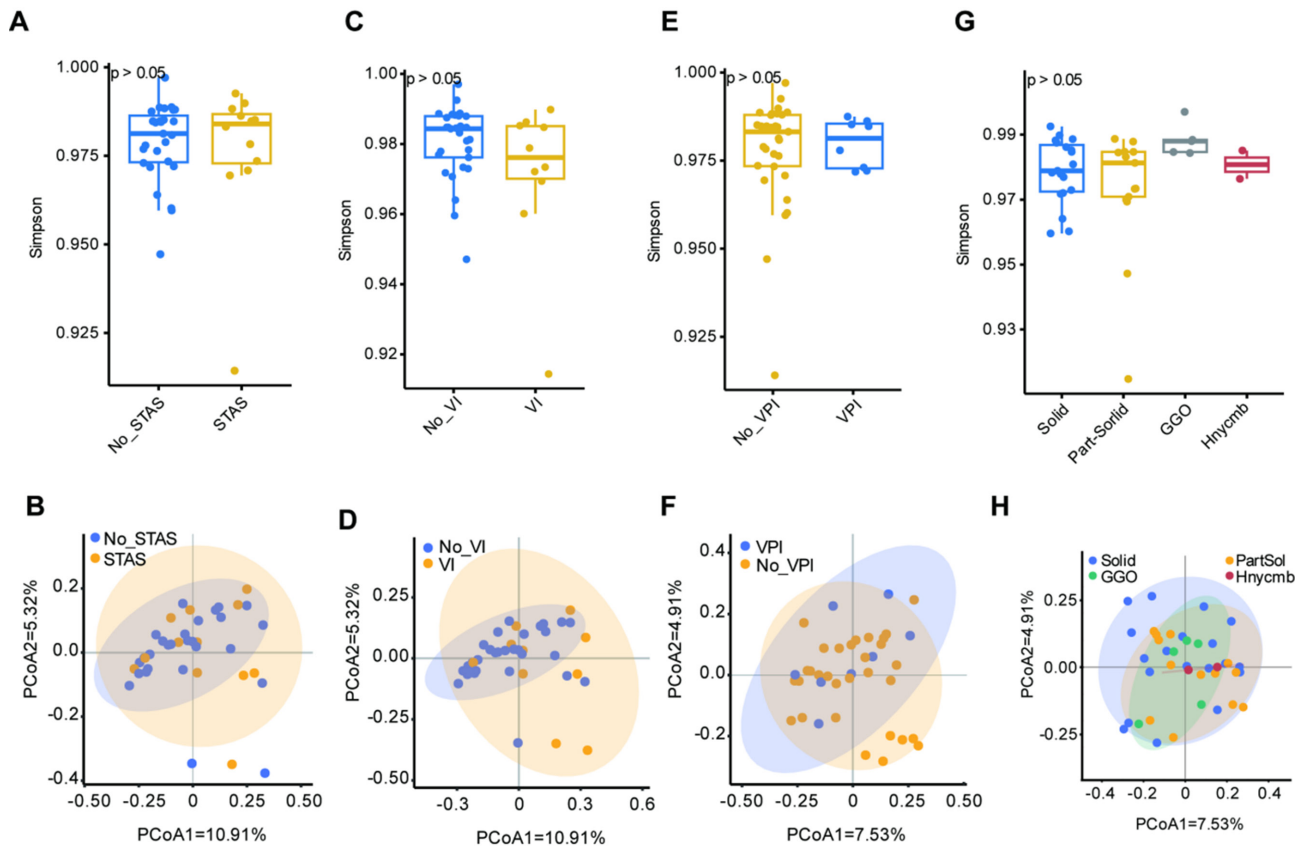 A
p > 0.05
1.000
0.975
0.950
0.925
Simpson
No_STAS
STAS
C
p > 0.05
1.00
0.98
0.96
0.94
0.92
Simpson
No_VI
VI
E
p > 0.05
1.000
0.975
0.950
0.925
Simpson
No_VPI
VPI
G
p > 0.05
0.99
0.97
0.95
0.93
Simpson
Solid
Part-Sorlid
GGO
Hnycmb
B
No_STAS
STAS
0.2
0.0
-0.2
-0.4
PCoA2=5.32%
-0.50
-0.25
0
0.25
0.50
PCoA1=10.91%
D
No_VI
VI
0.50
0.25
0.00
-0.25
-0.50
PCoA2=5.32%
-0.3
0
0.3
0.6
PCoA1=10.91%
F
VPI
No_VPI
0.4
0.2
0.0
-0.2
PCoA2=4.91%
-0.50
-0.25
0.00
0.25
0.50
PCoA1=7.53%
H
Solid
PartSol
GGO
Hnycmb
0.25
0.00
-0.25
PCoA2=4.91%
-0.4
-0.2
0
0.2
0.4
PCoA1=7.53%